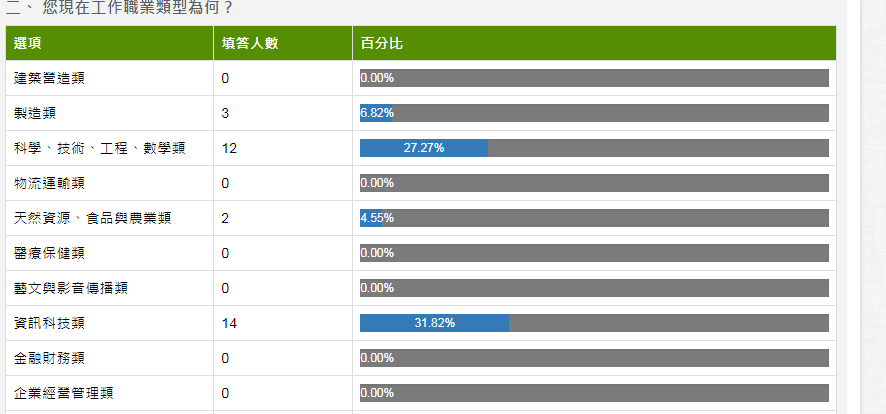 二、 您現在工作職業類型為何？
選項 填答人數 百分比
建築營造類 0 0.00%
製造類 3 6.82%
科學、技術、工程、數學類 12 27.27%
物流運輸類 0 0.00%
天然資源、食品與農業類 2 4.55%
醫療保健類 0 0.00%
藝文與影音傳播類 0 0.00%
資訊科技類 14 31.82%
金融財務類 0 0.00%
企業經營管理類 0 0.00%